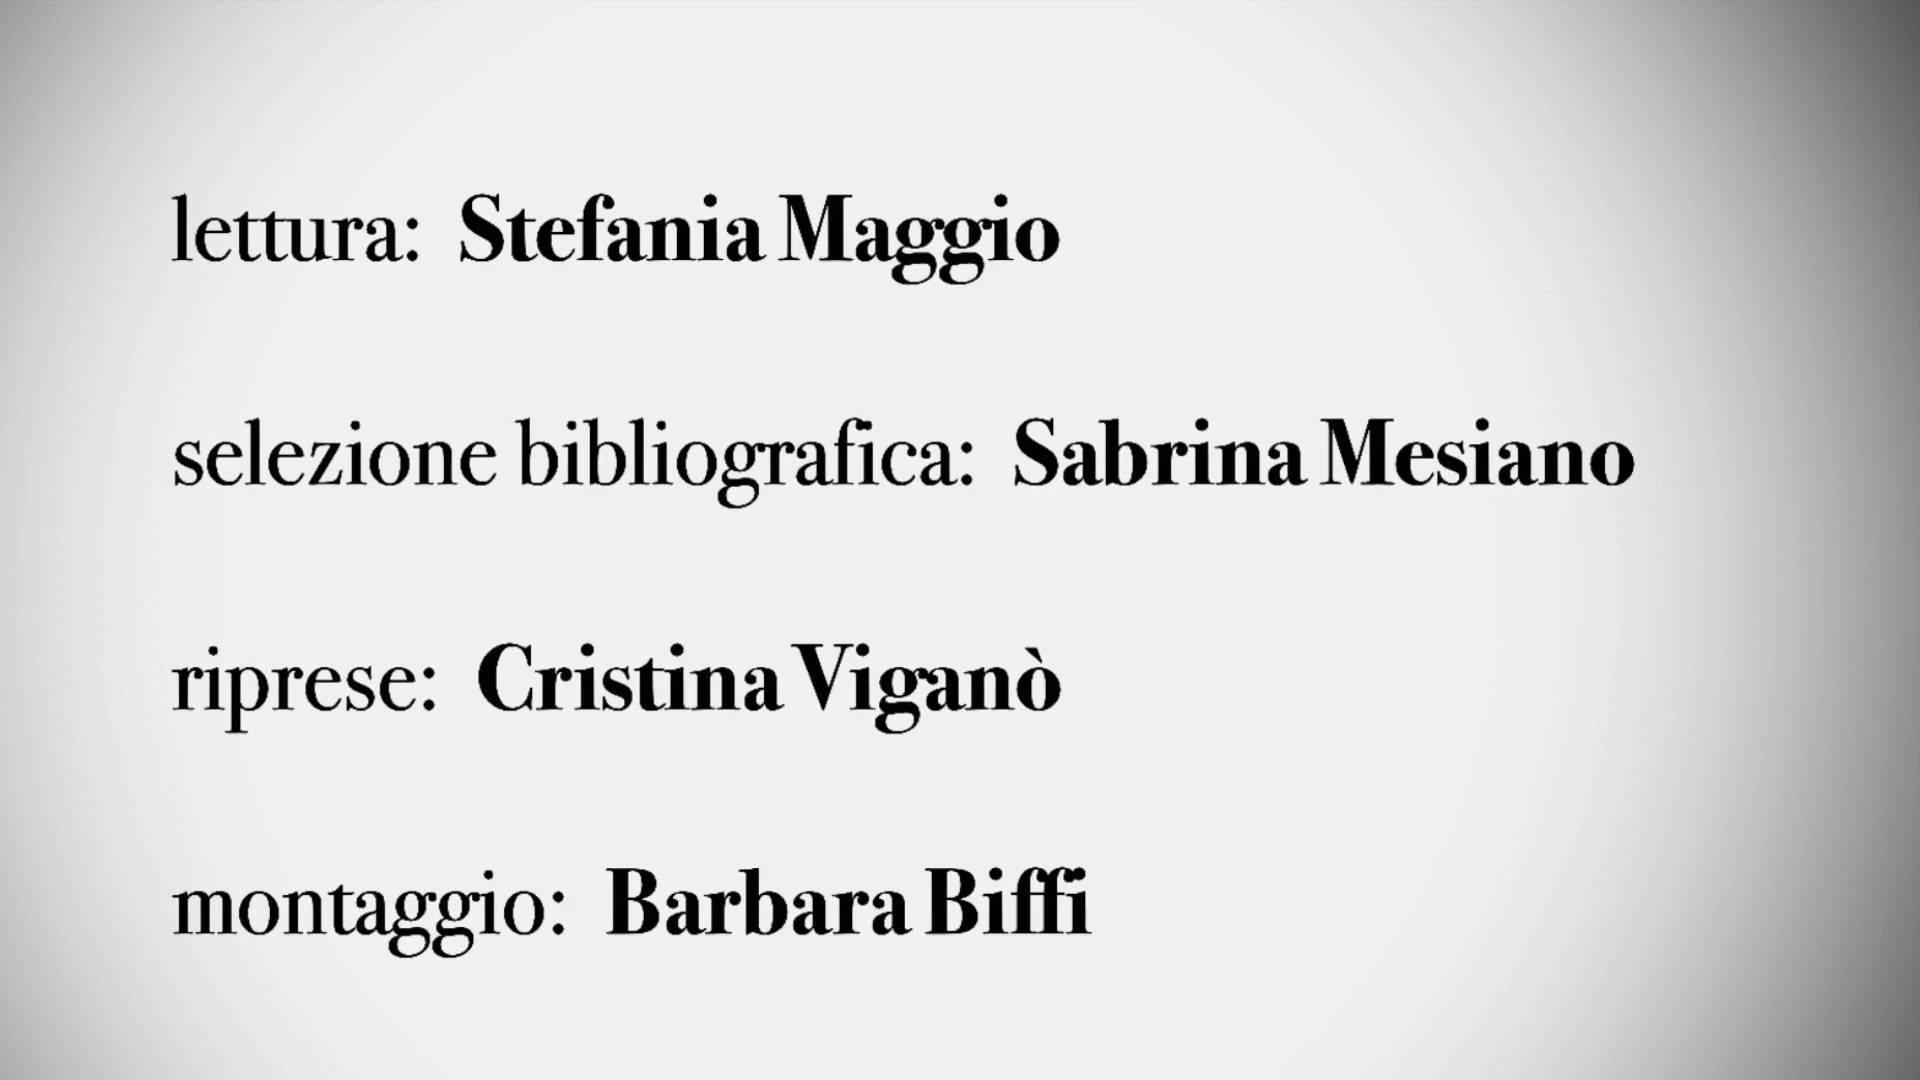 lettura: Stefania Maggio
selezione bibliografica: Sabrina Mesiano
riprese: Cristina Viganò
montaggio: Barbara Biffi